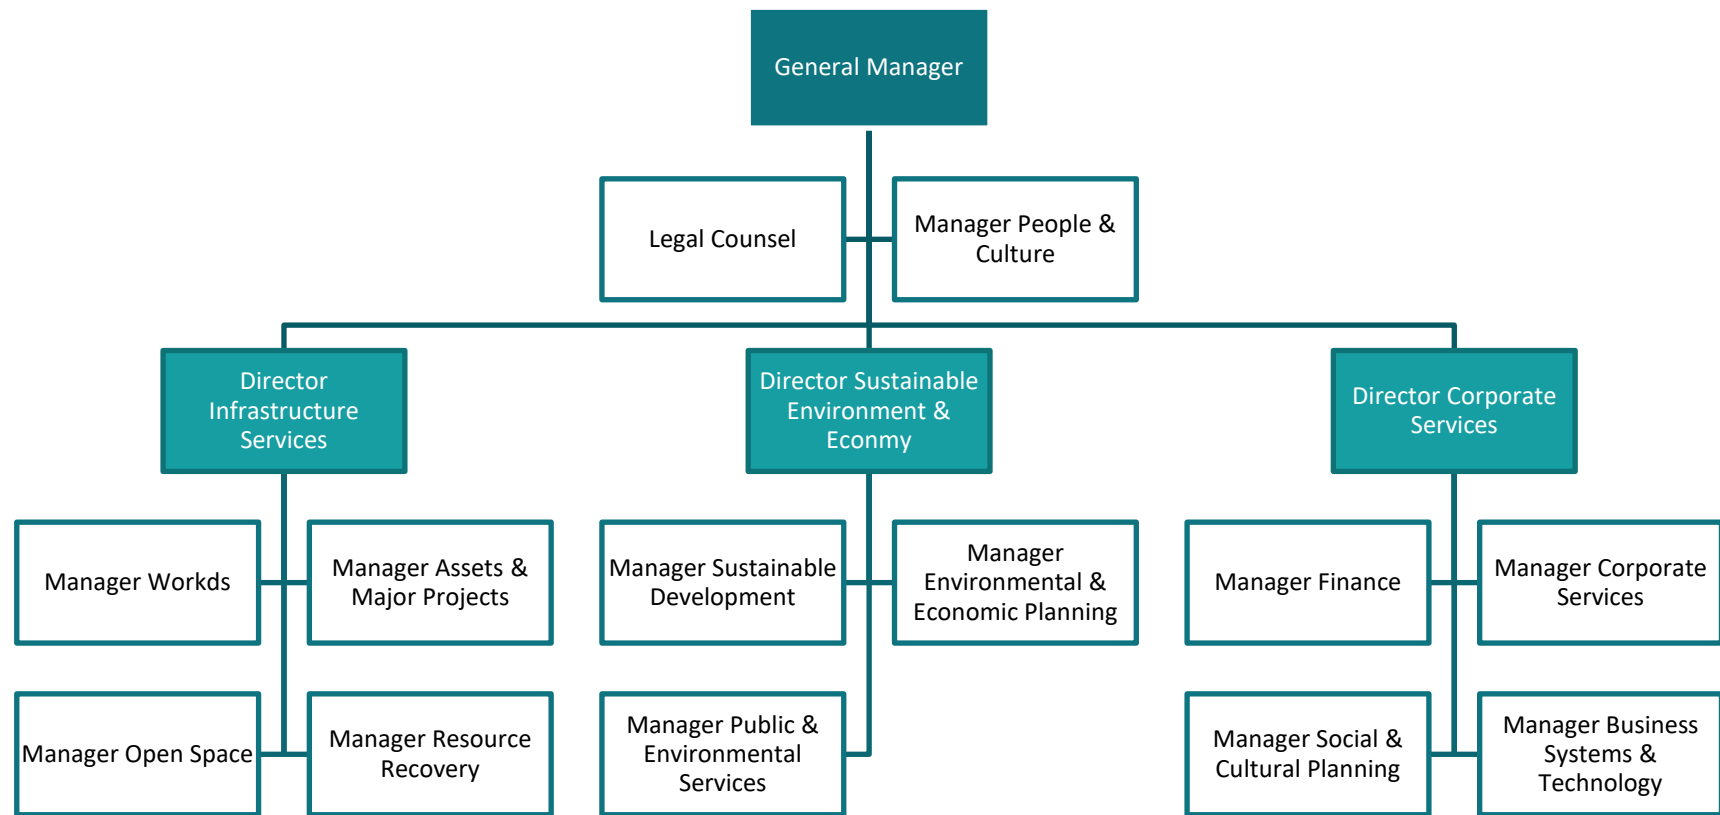 General Manager
Legal Counsel
Manager People &
Culture
Director
Infrastructure
Services
Director Sustainable
Environment &
Econmy
Director Corporate
Services
Manager Workds
Manager Assets &
Major Projects
Manager Sustainable
Development
Manager
Environmental &
Economic Planning
Manager Finance
Manager Corporate
Services
Manager Open Space
Manager Resource
Recovery
Manager Public &
Environmental
Services
Manager Social &
Cultural Planning
Manager Business
Systems &
Technology